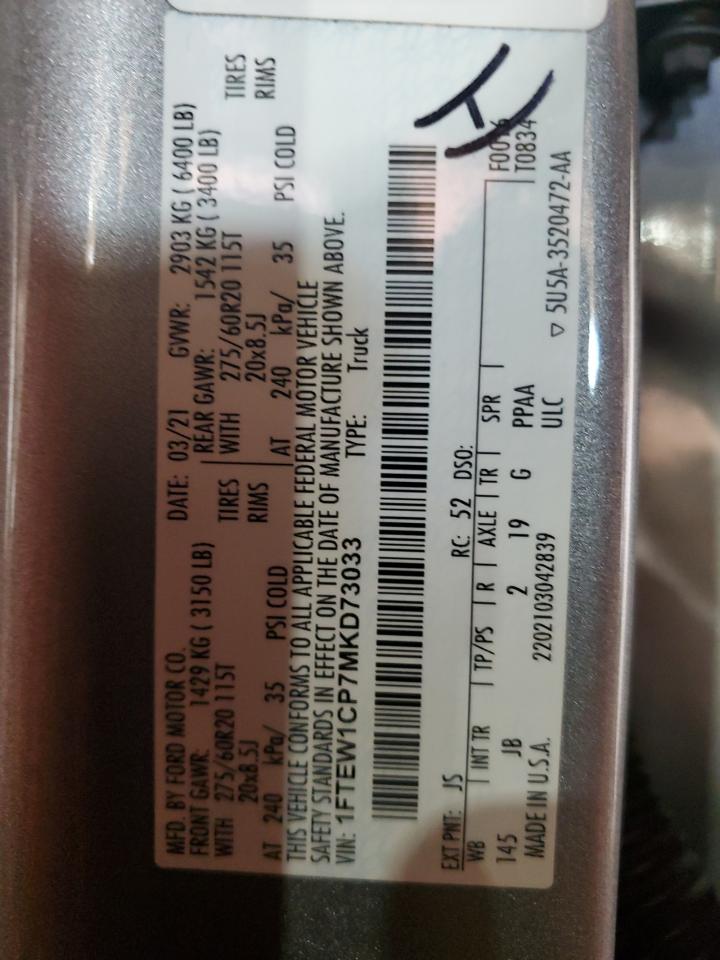 MFD. BY FORD MOTOR CO.
DATE: 03/21 GVWR: 2903 KG ( 6400 LB)
FRONT GAWR: 1429 KG ( 3150 LB) REAR GAWR: 1542 KG ( 3400 LB)
WITH 275/60R20 115T TIRES WITH 275/60R20 115T TIRES
20x8.5J RIMS 20x8.5J RIMS
AT 240 kPa/ 35 PSI COLD AT 240 kPa/ 35 PSI COLD
THIS VEHICLE CONFORMS TO ALL APPLICABLE FEDERAL MOTOR VEHICLE
SAFETY STANDARDS IN EFFECT ON THE DATE OF MANUFACTURE SHOWN ABOVE.
VIN: 1FTEW1CP7MKD73033 TYPE: Truck
EXT PNT: JS RC: 52 DSO:
WB INT TR TP/PS R AXLE TR SPR
145 JB 2 19 G PPAA
T0834
MADE IN U.S.A. 2202103042839 ULC
▽ 5U5A-3520472-AA